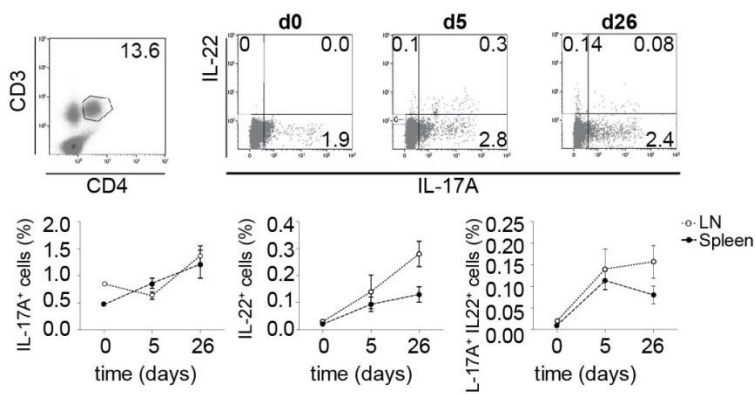 d0 d5 d26
13.6
0 0.0
0.1 0.3
0.14 0.08
CD3
IL-22
1.9
2.8
2.4
CD4
IL-17A
IL-17A+ cells (%)
2.0
1.5
1.0
0.5
0.0
0 5 26
time (days)
IL-22+ cells (%)
0.4
0.3
0.2
0.1
0.0
0 5 26
time (days)
L-17A+ IL22+ cells (%)
0.25
0.20
0.15
0.10
0.05
0.00
0 5 26
time (days)
LN
Spleen